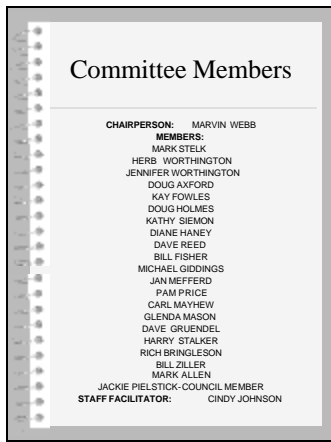 Committee Members
CHAIRPERSON: MARVIN WEBB
MEMBERS:
MARK STELK
HERB WORTHINGTON
JENNIFER WORTHINGTON
DOUG AXFORD
KAY FOWLES
DOUG HOLMES
KATHY SIEMON
DIANE HANEY
DAVE REED
BILL FISHER
MICHAEL GIDDINGS
JAN MEFFERD
PAM PRICE
CARL MAYHEW
GLENDA MASON
DAVE GRUENDEL
HARRY STALKER
RICH BRINGLESON
BILL ZILLER
MARK ALLEN
JACKIE PIELSTICK-COUNCIL MEMBER
STAFF FACILITATOR: CINDY JOHNSON